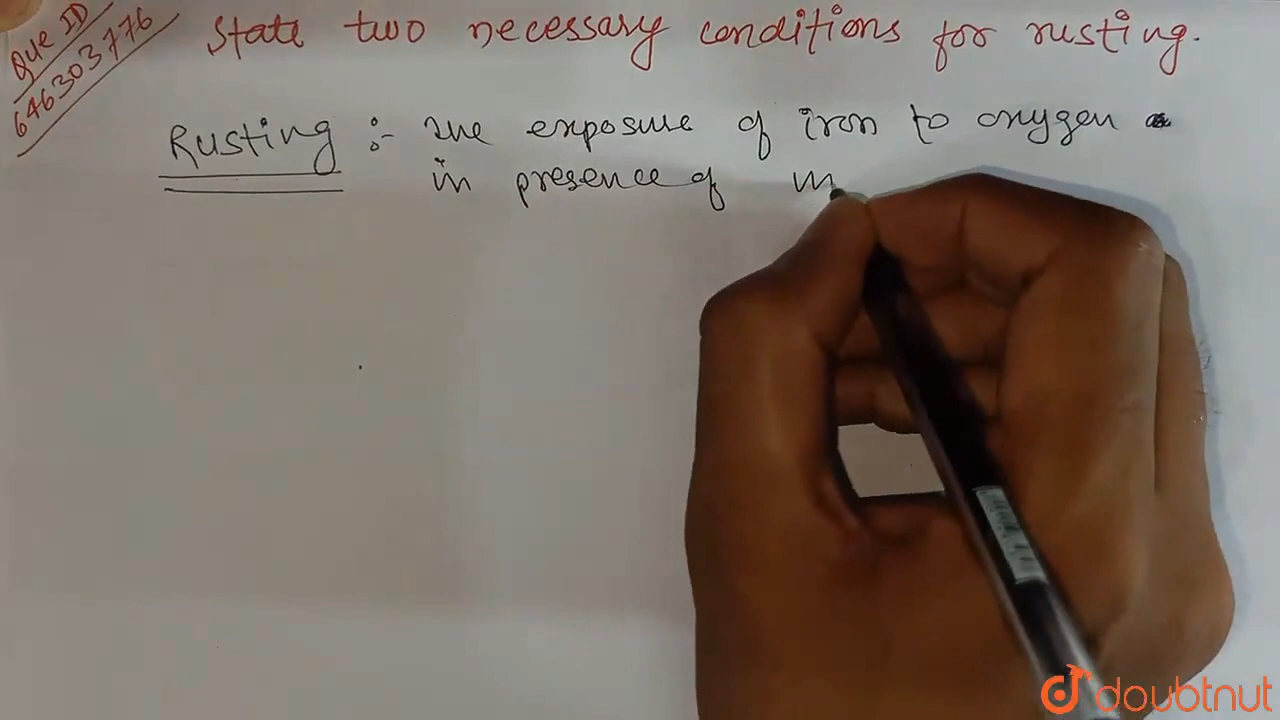 Que ID
646303776
State two necessary conditions for rusting.
Rusting :- The exposure of iron to oxygen
in presence of m
doubtnut